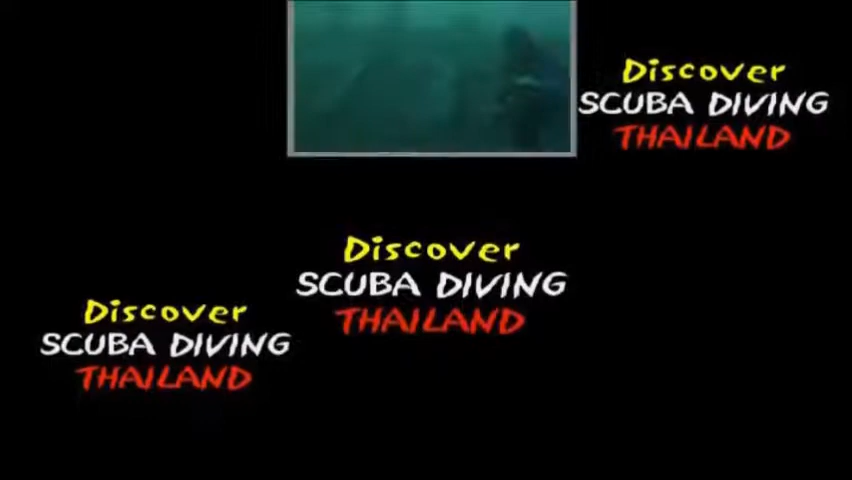 Discover
SCUBA DIVING
THAILAND
Discover
SCUBA DIVING
THAILAND
Discover
SCUBA DIVING
THAILAND